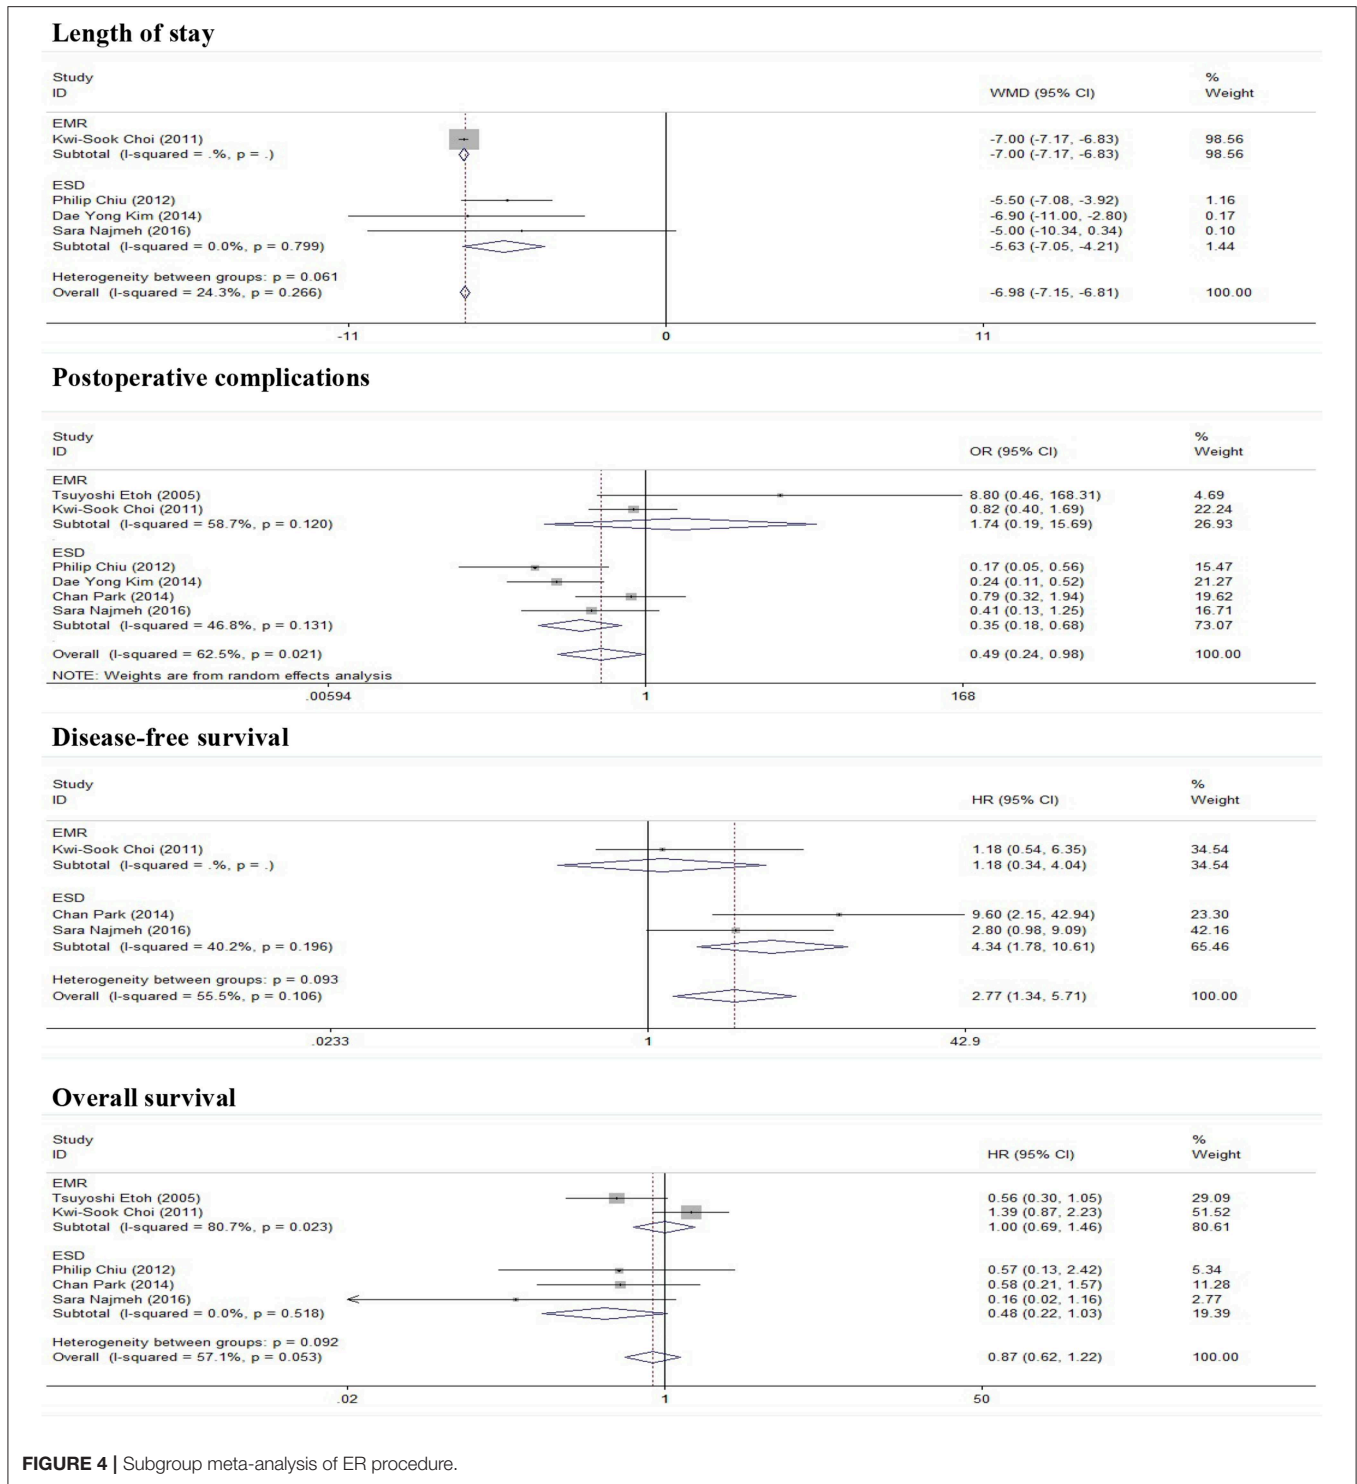 Length of stay
Study %
ID WMD (95% CI) Weight
EMR
Kwi-Sook Choi (2011) -7.00 (-7.17, -6.83) 98.56
Subtotal (I-squared = .%, p = .) -7.00 (-7.17, -6.83) 98.56
ESD
Philip Chiu (2012) -5.50 (-7.08, -3.92) 1.16
Dae Yong Kim (2014) -6.90 (-11.00, -2.80) 0.17
Sara Najmeh (2016) -5.00 (-10.34, 0.34) 0.10
Subtotal (I-squared = 0.0%, p = 0.799) -5.63 (-7.05, -4.21) 1.44
Heterogeneity between groups: p = 0.061
Overall (I-squared = 24.3%, p = 0.266) -6.98 (-7.15, -6.81) 100.00
-11 0 11
Postoperative complications
Study %
ID OR (95% CI) Weight
EMR
Tsuyoshi Etoh (2005) 8.80 (0.46, 168.31) 4.69
Kwi-Sook Choi (2011) 0.82 (0.40, 1.69) 22.24
Subtotal (I-squared = 58.7%, p = 0.120) 1.74 (0.19, 15.69) 26.93
ESD
Philip Chiu (2012) 0.17 (0.05, 0.56) 15.47
Dae Yong Kim (2014) 0.24 (0.11, 0.52) 21.27
Chan Park (2014) 0.79 (0.32, 1.94) 19.62
Sara Najmeh (2016) 0.41 (0.13, 1.25) 16.71
Subtotal (I-squared = 46.8%, p = 0.131) 0.35 (0.18, 0.68) 73.07
Overall (I-squared = 62.5%, p = 0.021) 0.49 (0.24, 0.98) 100.00
NOTE: Weights are from random effects analysis
.00594 1 168
Disease-free survival
Study %
ID HR (95% CI) Weight
EMR
Kwi-Sook Choi (2011) 1.18 (0.54, 6.35) 34.54
Subtotal (I-squared = .%, p = .) 1.18 (0.34, 4.04) 34.54
ESD
Chan Park (2014) 9.60 (2.15, 42.94) 23.30
Sara Najmeh (2016) 2.80 (0.98, 9.09) 42.16
Subtotal (I-squared = 40.2%, p = 0.196) 4.34 (1.78, 10.61) 65.46
Heterogeneity between groups: p = 0.093
Overall (I-squared = 55.5%, p = 0.106) 2.77 (1.34, 5.71) 100.00
.0233 1 42.9
Overall survival
Study %
ID HR (95% CI) Weight
EMR
Tsuyoshi Etoh (2005) 0.56 (0.30, 1.05) 29.09
Kwi-Sook Choi (2011) 1.39 (0.87, 2.23) 51.52
Subtotal (I-squared = 80.7%, p = 0.023) 1.00 (0.69, 1.46) 80.61
ESD
Philip Chiu (2012) 0.57 (0.13, 2.42) 5.34
Chan Park (2014) 0.58 (0.21, 1.57) 11.28
Sara Najmeh (2016) 0.16 (0.02, 1.16) 2.77
Subtotal (I-squared = 0.0%, p = 0.518) 0.48 (0.22, 1.03) 19.39
Heterogeneity between groups: p = 0.092
Overall (I-squared = 57.1%, p = 0.053) 0.87 (0.62, 1.22) 100.00
.02 1 50
FIGURE 4 | Subgroup meta-analysis of ER procedure.